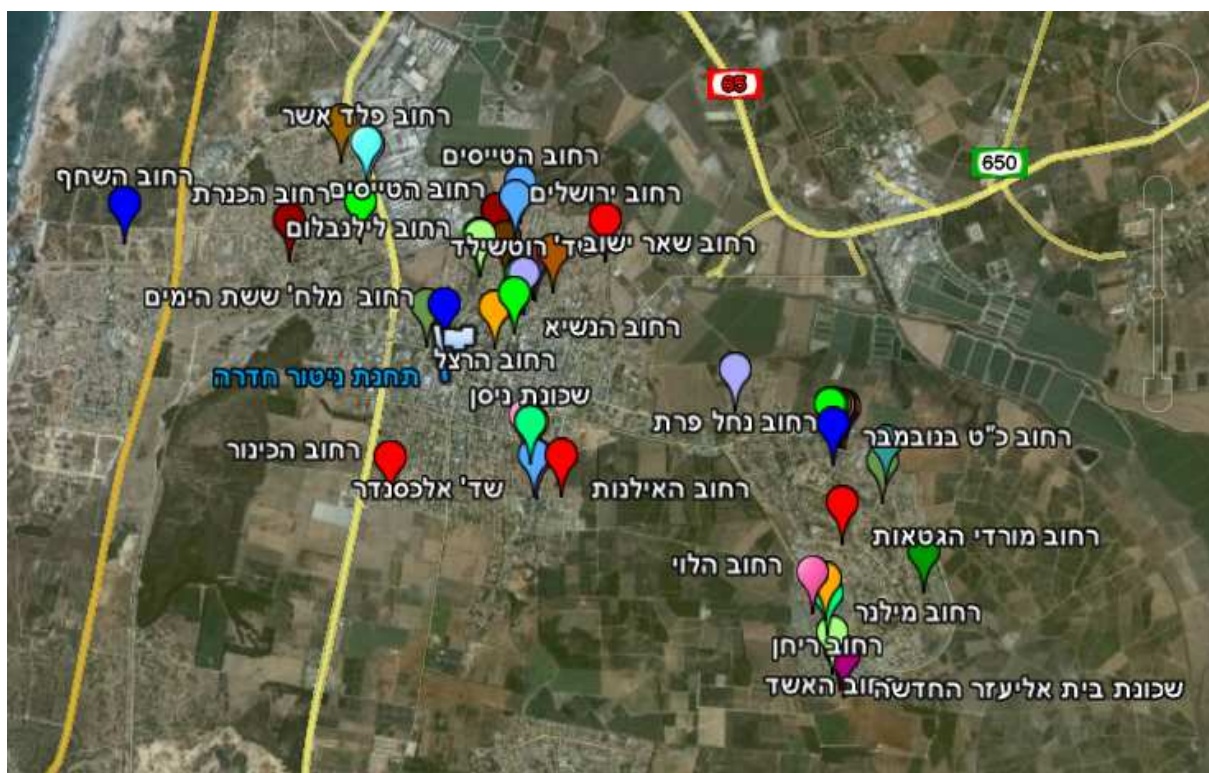 65
650
רחוב פלד אשר
רחוב הטייסים
רחוב השחף
רחוב הכנרת
רחוב הטייסים
רחוב ירושלים
רחוב לילנבלום
שד' רוטשילד
רחוב שאר ישוב
רחוב מלח' ששת הימים
רחוב הנשיא
רחוב הרצל
תחנת ניטור חדרה
שכונת ניסן
רחוב נחל פרת
רחוב כ"ט בנובמבר
רחוב הכינור
שד' אלכסנדר
רחוב האילנות
רחוב מורדי הגטאות
רחוב הלוי
רחוב מילנר
רחוב ריחן
רחוב האשד
שכונת בית אליעזר החדשה